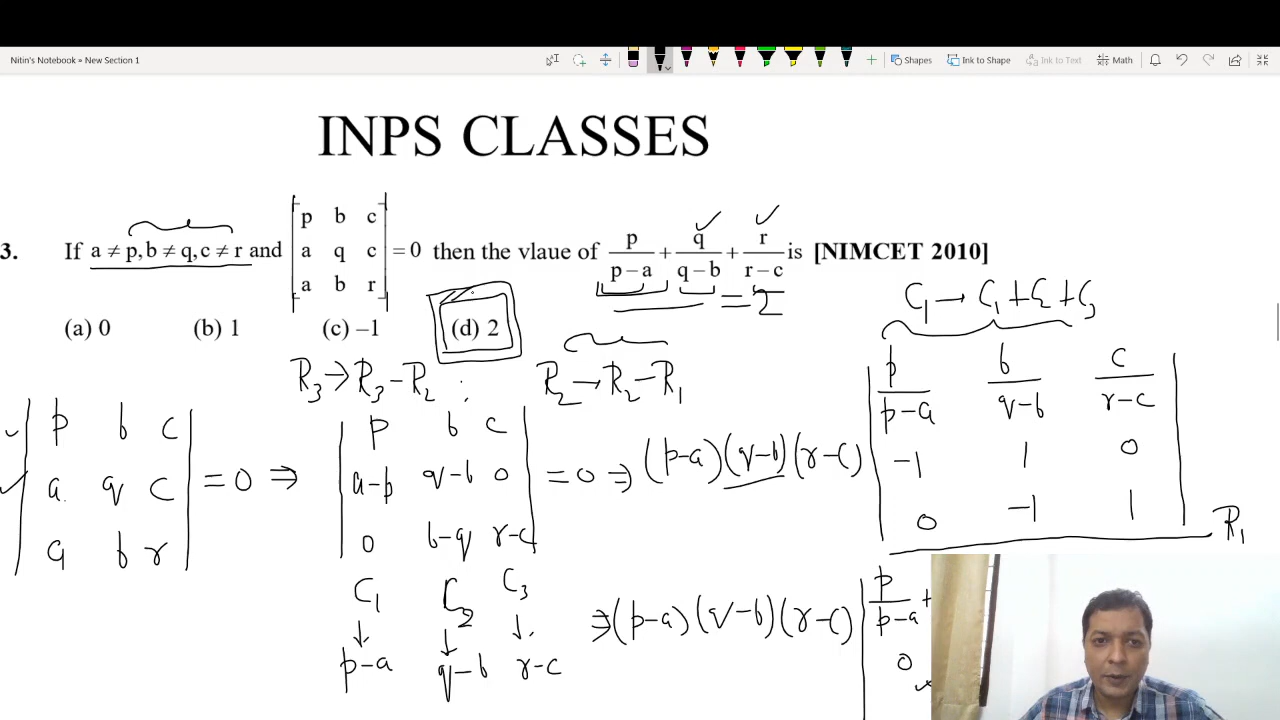 Nitin's Notebook » New Section 1
Shapes Ink to Shape Ink to Text Math
INPS CLASSES
3. If a ≠ p, b ≠ q, c ≠ r and | p b c | a q c | a b r | = 0 then the vlaue of p/(p–a) + q/(q–b) + r/(r–c) is [NIMCET 2010]
= 2
(a) 0 (b) 1 (c) –1 (d) 2
C1 → C1 + C2 + C3
R3 → R3 – R2 ; R2 → R2 – R1
| p b c | a q c | a b r | = 0 ⇒ | p b c | a–p q–b 0 | 0 b–q r–c | = 0 ⇒ (p–a) (q–b) (r–c) | p/(p–a) b/(q–b) c/(r–c) | –1 1 0 | 0 –1 1 |
R1
C1 C2 C3
↓ ↓ ↓
p–a q–b r–c
⇒ (p–a) (q–b) (r–c) | p/(p–a) +
0